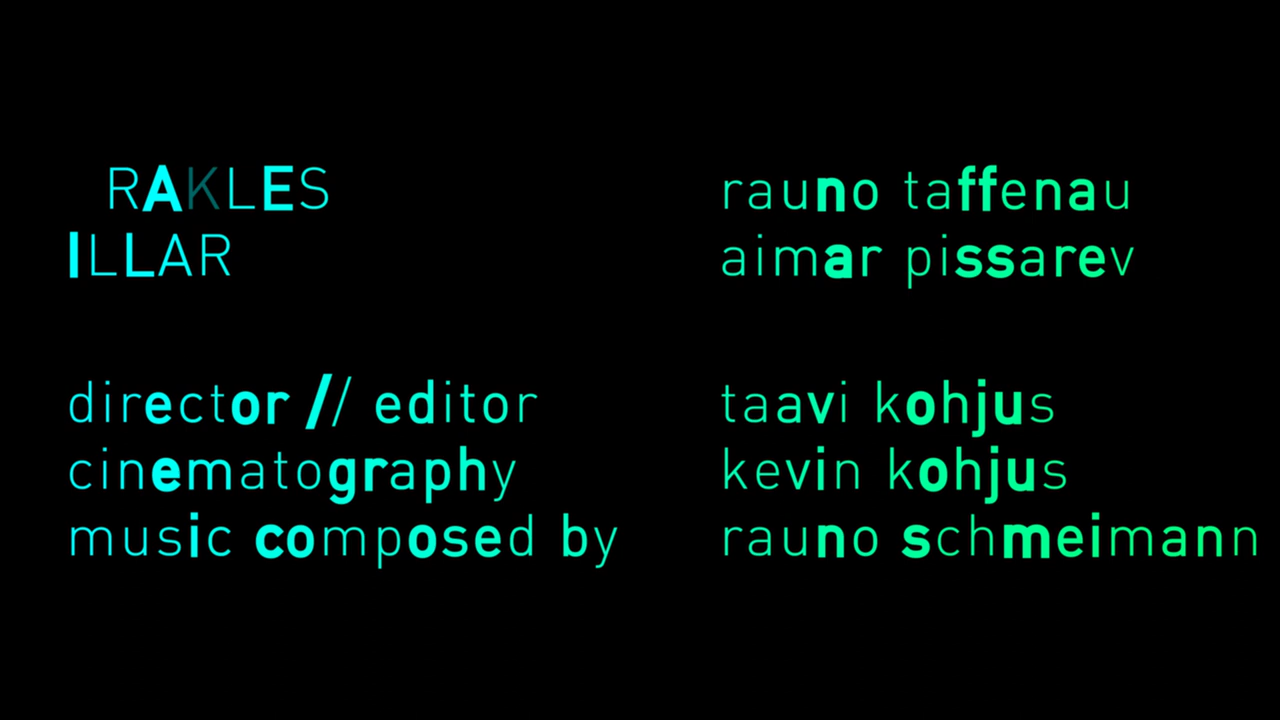 RAKLES rauno taffenau
ILLAR aimar pissarev
director // editor taavi kohjus
cinematography kevin kohjus
music composed by rauno schmeimann